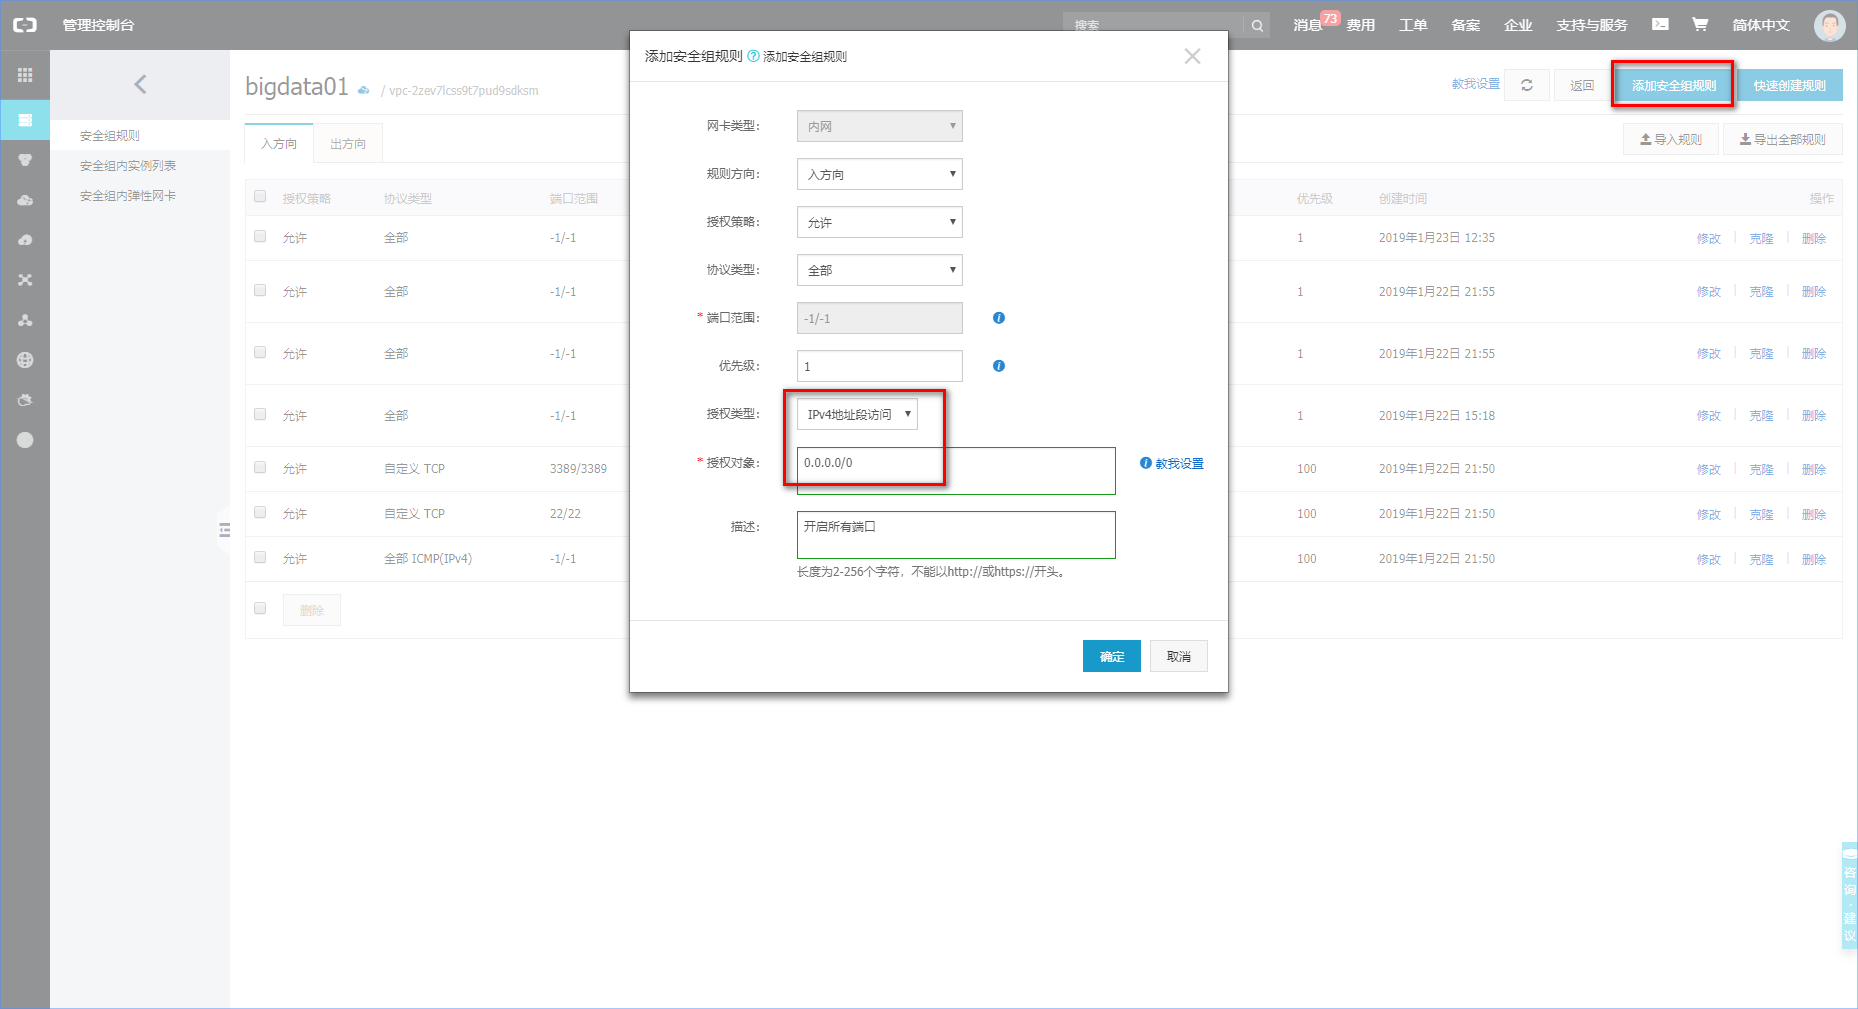 管理控制台
搜索
消息 73 费用 工单 备案 企业 支持与服务 简体中文
安全组规则
安全组内实例列表
安全组内弹性网卡
bigdata01 / vpc-2zev7lcss9t7pud9sdksm
教我设置 返回 添加安全组规则 快速创建规则
入方向 出方向
导入规则 导出全部规则
授权策略 协议类型 端口范围 优先级 创建时间 操作
允许 全部 -1/-1 1 2019年1月23日 12:35 修改 克隆 删除
允许 全部 -1/-1 1 2019年1月22日 21:55 修改 克隆 删除
允许 全部 -1/-1 1 2019年1月22日 21:55 修改 克隆 删除
允许 全部 -1/-1 1 2019年1月22日 15:18 修改 克隆 删除
允许 自定义 TCP 3389/3389 100 2019年1月22日 21:50 修改 克隆 删除
允许 自定义 TCP 22/22 100 2019年1月22日 21:50 修改 克隆 删除
允许 全部 ICMP(IPv4) -1/-1 100 2019年1月22日 21:50 修改 克隆 删除
删除
添加安全组规则 ? 添加安全组规则
网卡类型： 内网
规则方向： 入方向
授权策略： 允许
协议类型： 全部
* 端口范围： -1/-1
优先级： 1
授权类型： IPv4地址段访问
* 授权对象： 0.0.0.0/0 教我设置
描述： 开启所有端口
长度为2-256个字符，不能以http://或https://开头。
确定 取消
咨询·建议